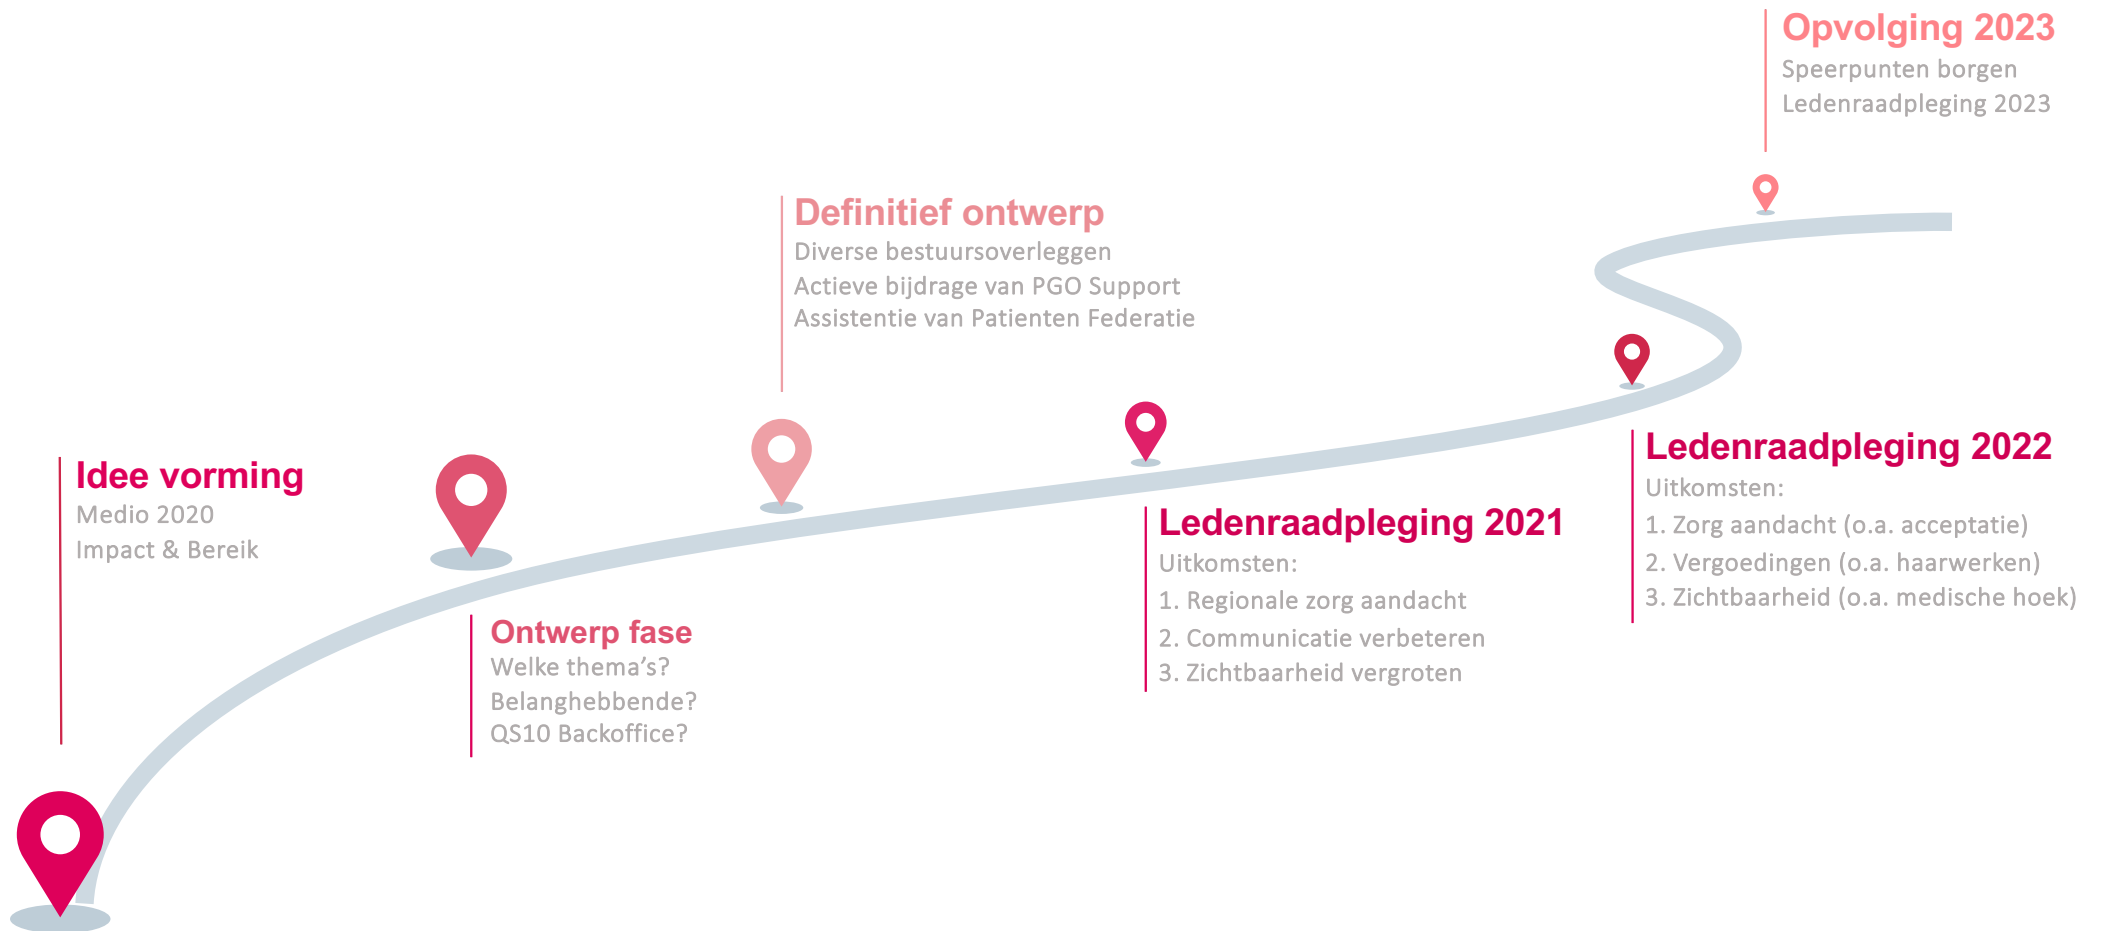 Idee vorming
Medio 2020
Impact & Bereik
Ontwerp fase
Welke thema's?
Belanghebbende?
QS10 Backoffice?
Definitief ontwerp
Diverse bestuursoverleggen
Actieve bijdrage van PGO Support
Assistentie van Patienten Federatie
Ledenraadpleging 2021
Uitkomsten:
1. Regionale zorg aandacht
2. Communicatie verbeteren
3. Zichtbaarheid vergroten
Ledenraadpleging 2022
Uitkomsten:
1. Zorg aandacht (o.a. acceptatie)
2. Vergoedingen (o.a. haarwerken)
3. Zichtbaarheid (o.a. medische hoek)
Opvolging 2023
Speerpunten borgen
Ledenraadpleging 2023